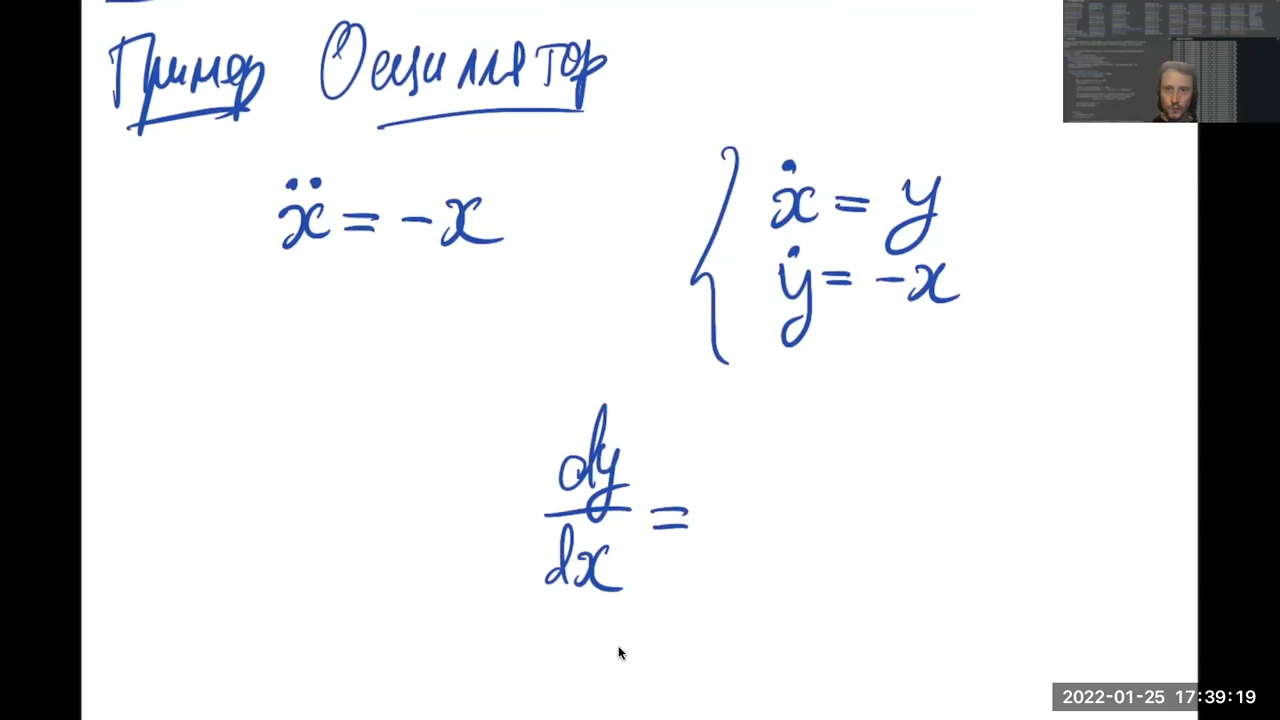 Пример Осциллятор
ẍ = -x
ẋ = y
ẏ = -x
dy/dx =
2022-01-25 17:39:19